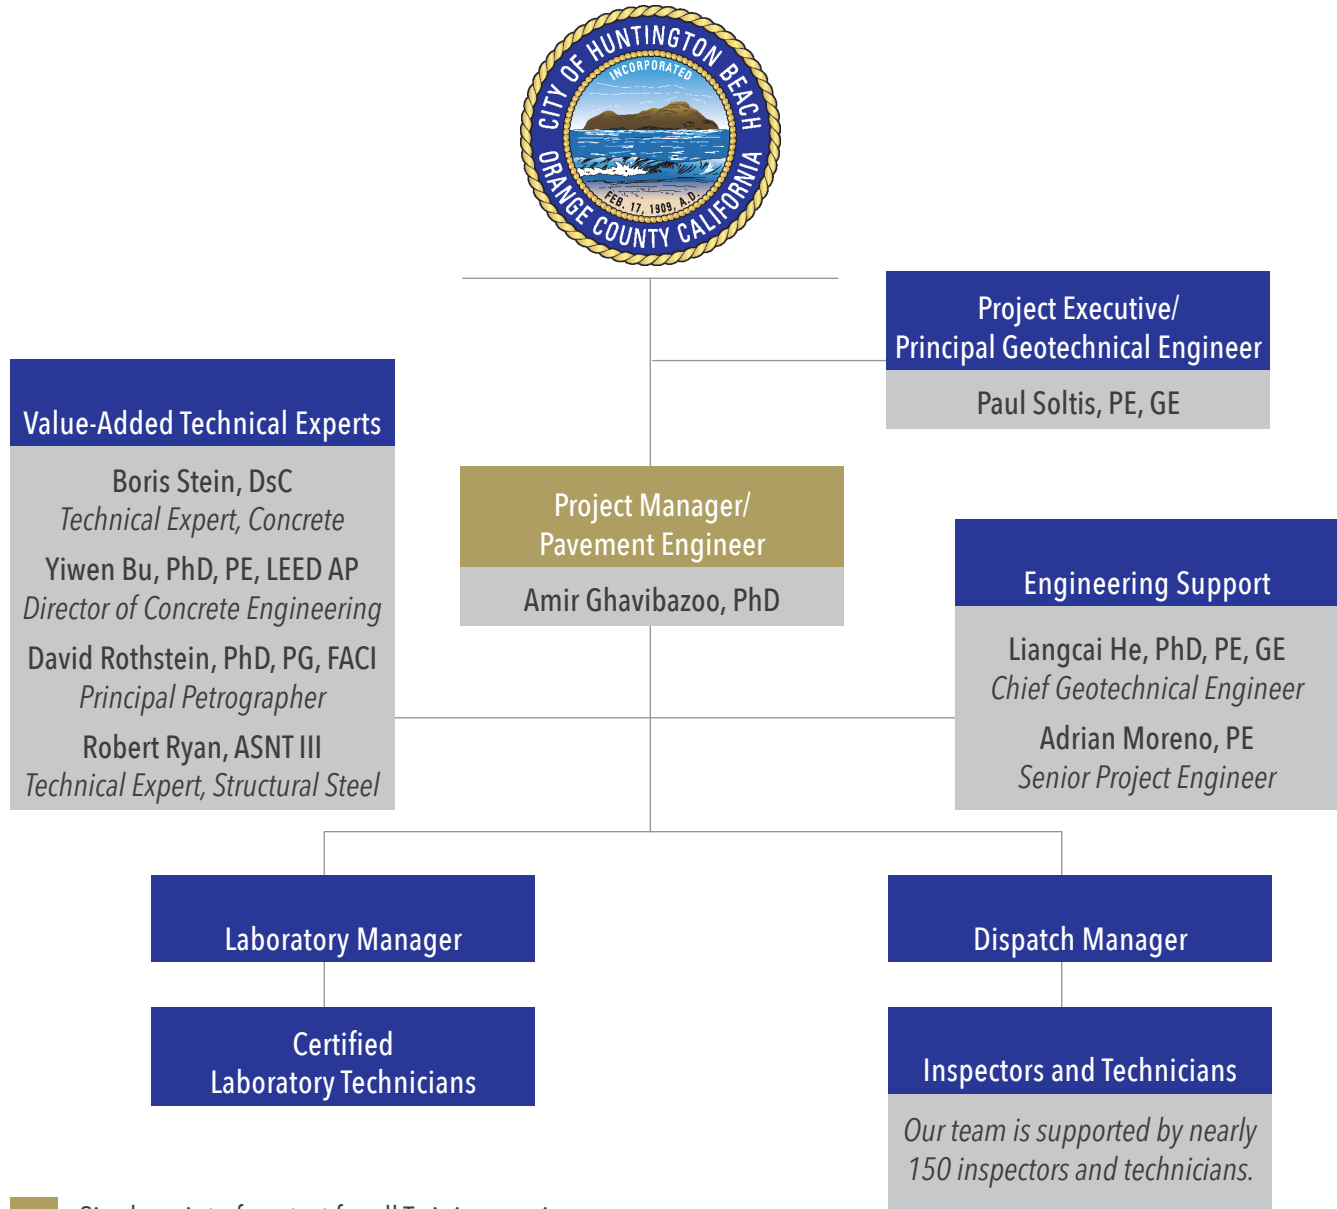 CITY OF HUNTINGTON BEACH
INCORPORATED
FEB. 17, 1909, A.D.
ORANGE COUNTY CALIFORNIA
Project Executive/
Principal Geotechnical Engineer
Paul Soltis, PE, GE
Value-Added Technical Experts
Boris Stein, DsC
Technical Expert, Concrete
Yiwen Bu, PhD, PE, LEED AP
Director of Concrete Engineering
David Rothstein, PhD, PG, FACI
Principal Petrographer
Robert Ryan, ASNT III
Technical Expert, Structural Steel
Project Manager/
Pavement Engineer
Amir Ghavibazoo, PhD
Engineering Support
Liangcai He, PhD, PE, GE
Chief Geotechnical Engineer
Adrian Moreno, PE
Senior Project Engineer
Laboratory Manager
Dispatch Manager
Certified
Laboratory Technicians
Inspectors and Technicians
Our team is supported by nearly
150 inspectors and technicians.